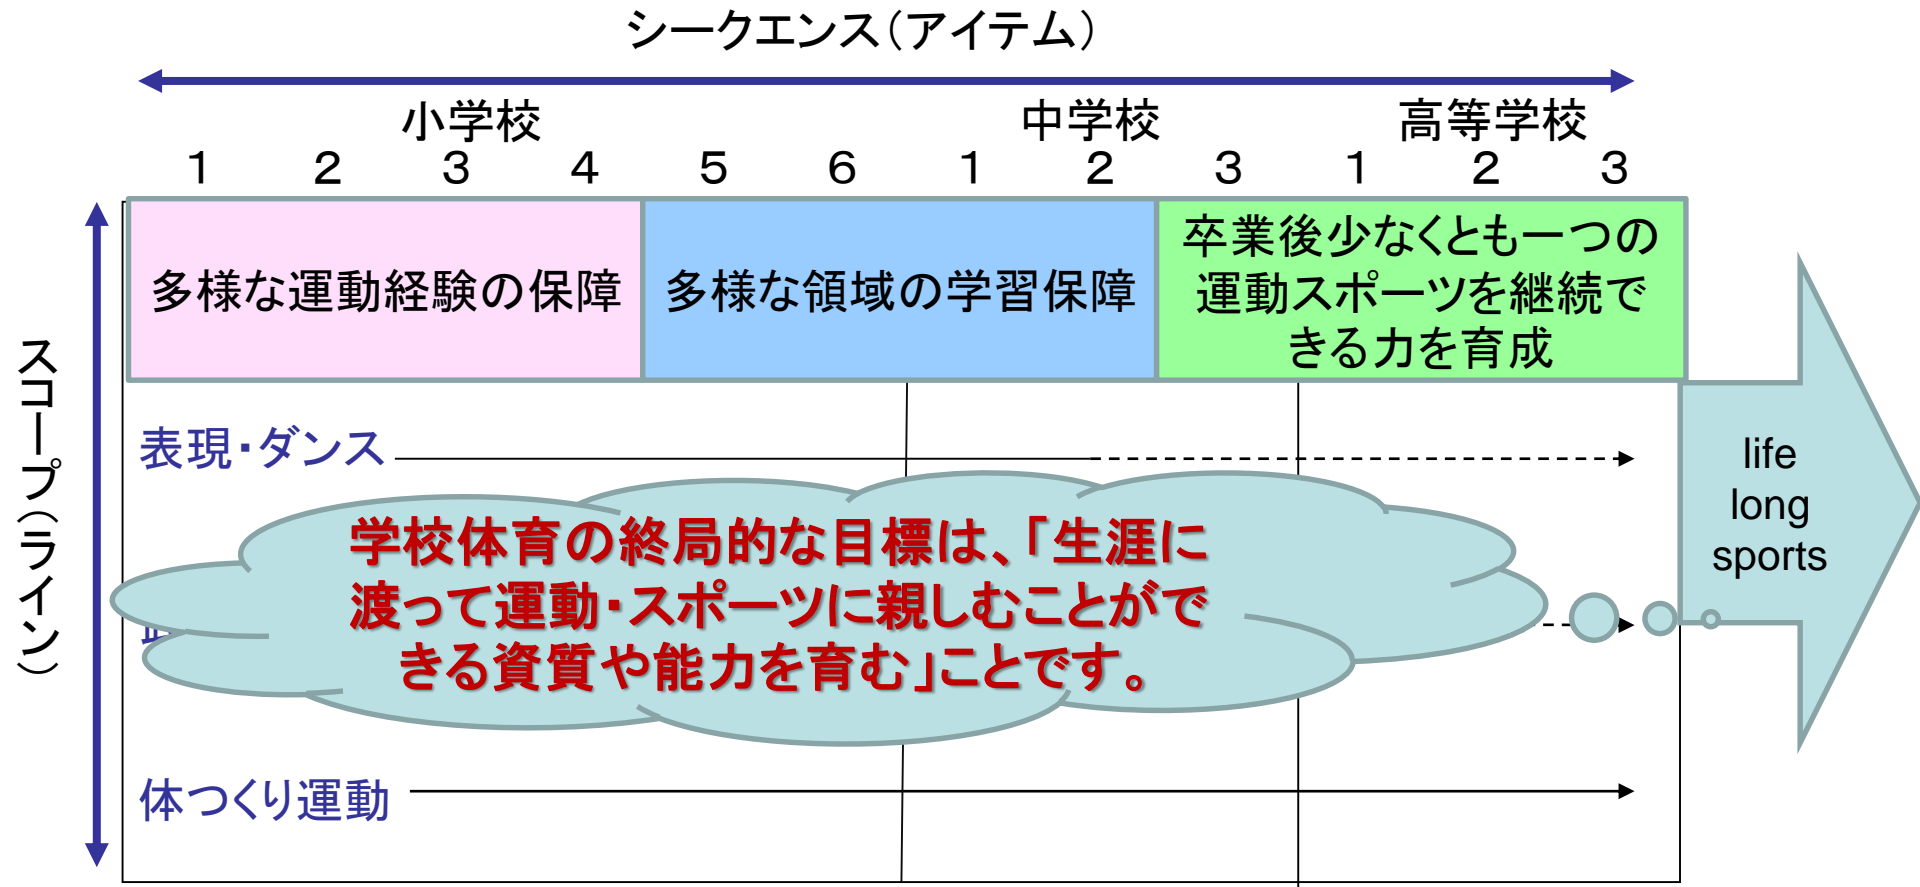 シークエンス（アイテム）
小学校 中学校 高等学校
1 2 3 4 5 6 1 2 3 1 2 3
スコープ（ライン）
多様な運動経験の保障
多様な領域の学習保障
卒業後少なくとも一つの
運動スポーツを継続で
きる力を育成
表現・ダンス
学校体育の終局的な目標は、「生涯に
渡って運動・スポーツに親しむことがで
きる資質や能力を育む」ことです。
体つくり運動
life
long
sports